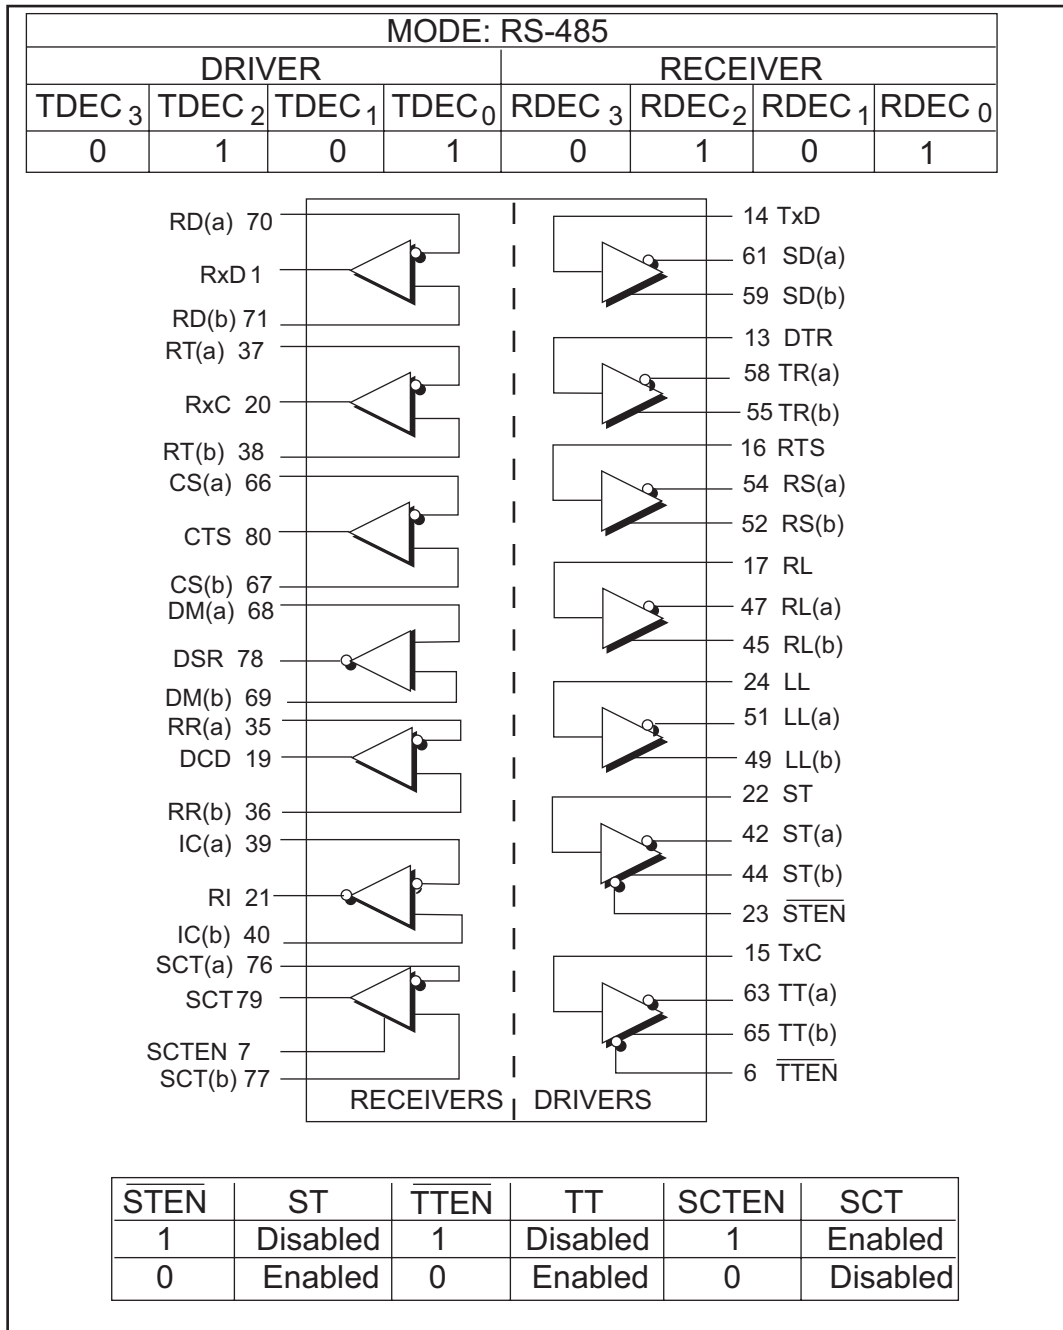 MODE: RS-485
DRIVER RECEIVER
TDEC3 TDEC2 TDEC1 TDEC0 RDEC3 RDEC2 RDEC1 RDEC0
0 1 0 1 0 1 0 1
RD(a) 70
RxD 1
RD(b) 71
RT(a) 37
RxC 20
RT(b) 38
CS(a) 66
CTS 80
CS(b) 67
DM(a) 68
DSR 78
DM(b) 69
RR(a) 35
DCD 19
RR(b) 36
IC(a) 39
RI 21
IC(b) 40
SCT(a) 76
SCT 79
SCTEN 7
SCT(b) 77
14 TxD
61 SD(a)
59 SD(b)
13 DTR
58 TR(a)
55 TR(b)
16 RTS
54 RS(a)
52 RS(b)
17 RL
47 RL(a)
45 RL(b)
24 LL
51 LL(a)
49 LL(b)
22 ST
42 ST(a)
44 ST(b)
23 STEN
15 TxC
63 TT(a)
65 TT(b)
6 TTEN
RECEIVERS DRIVERS
STEN ST TTEN TT SCTEN SCT
1 Disabled 1 Disabled 1 Enabled
0 Enabled 0 Enabled 0 Disabled